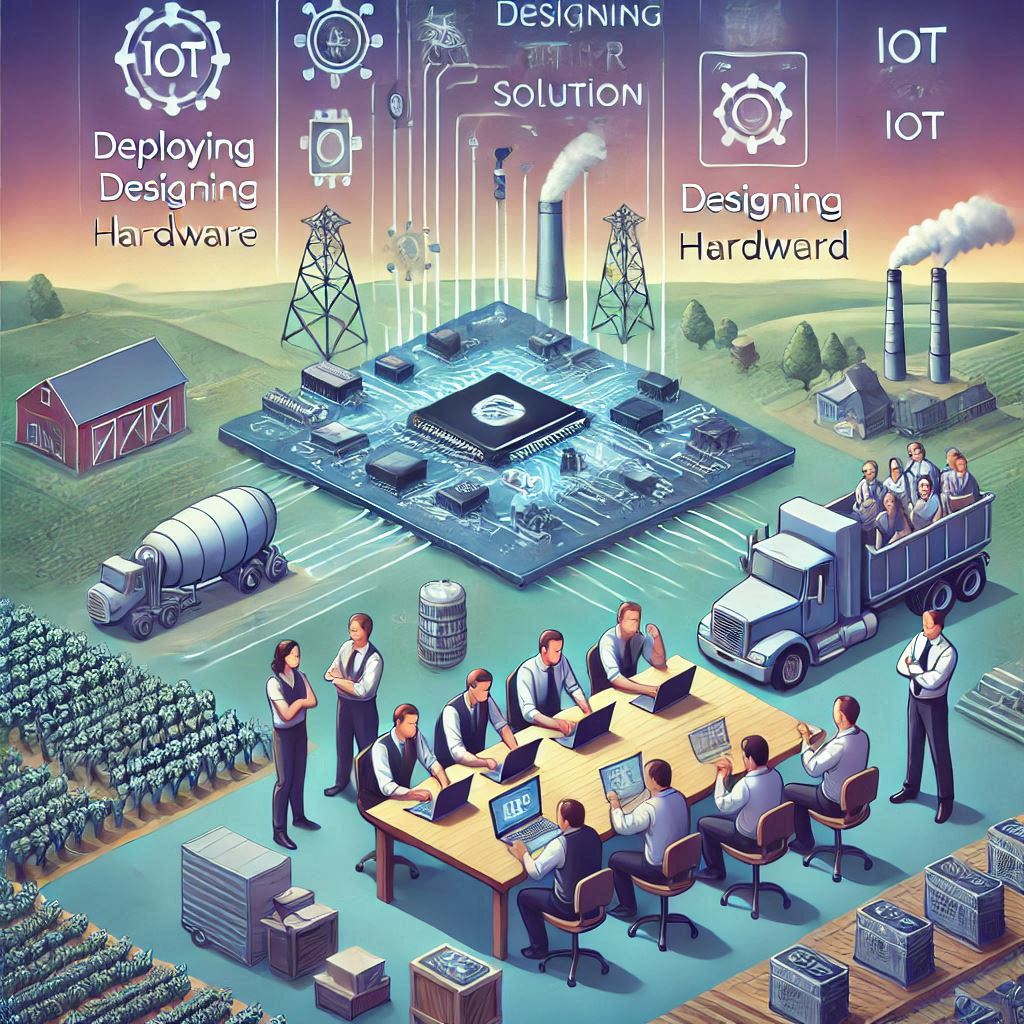 IOT
Deploying
Designing
Hardware
Designing
SOLUTION
Designing
Hardward
IOT
IOT